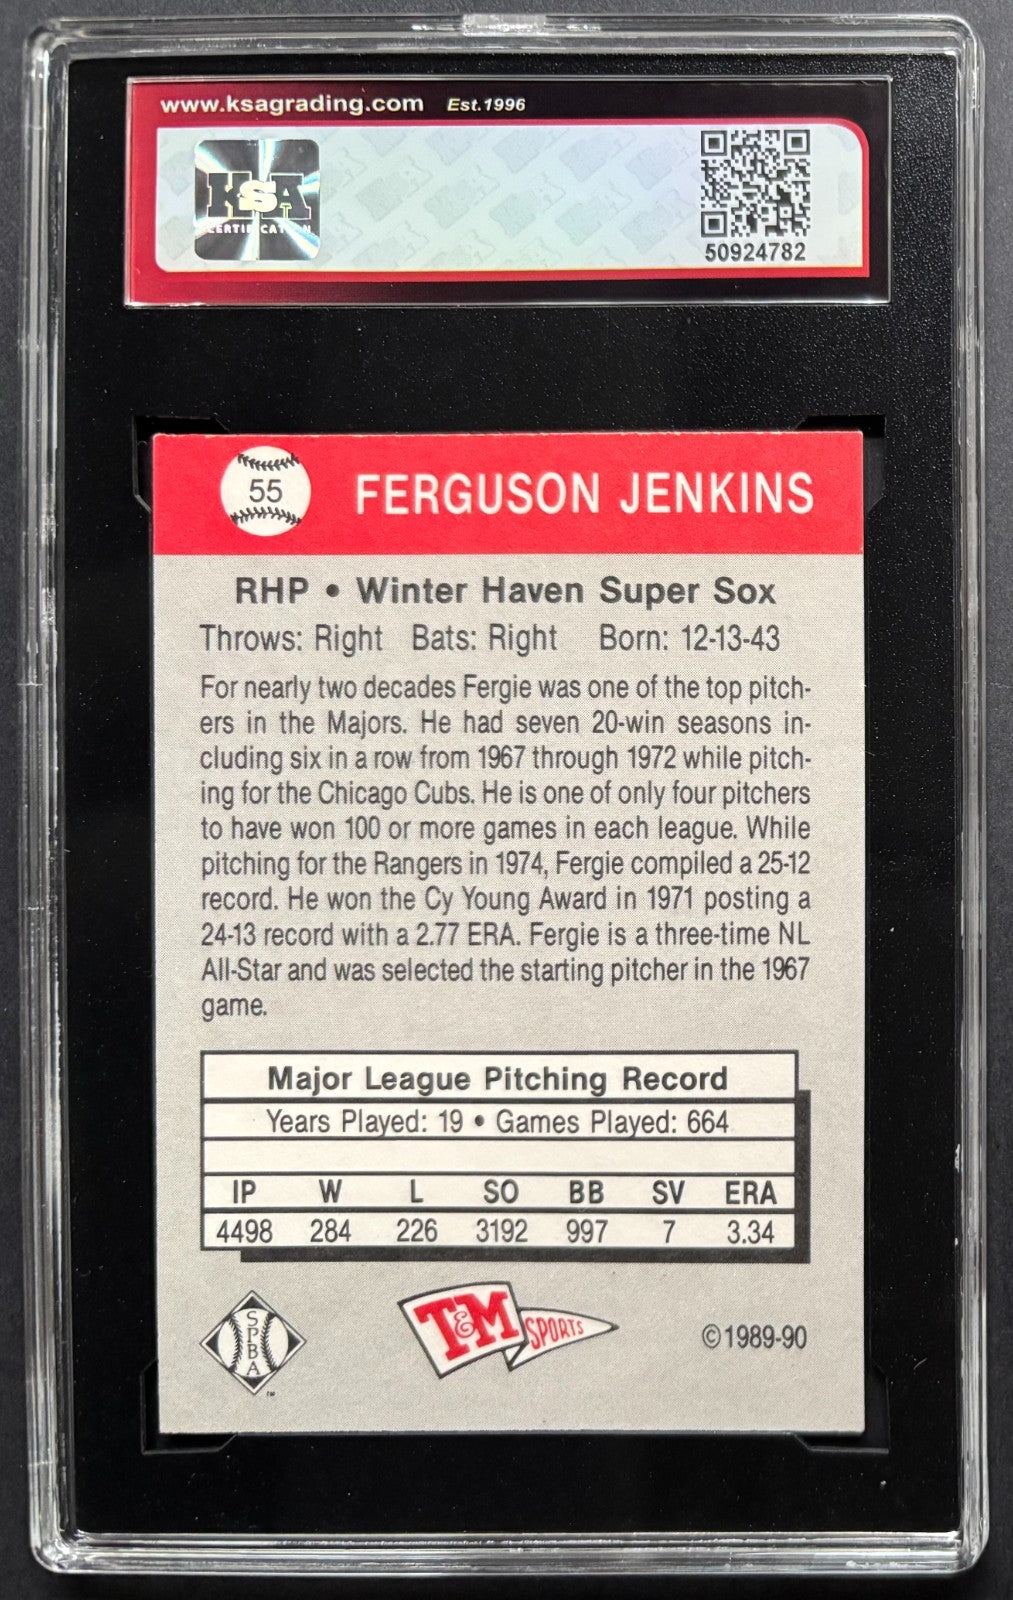 www.ksagrading.com Est.1996
KSA
CERTIFICATION
50924782
55 FERGUSON JENKINS
RHP • Winter Haven Super Sox
Throws: Right Bats: Right Born: 12-13-43
For nearly two decades Fergie was one of the top pitch-
ers in the Majors. He had seven 20-win seasons in-
cluding six in a row from 1967 through 1972 while pitch-
ing for the Chicago Cubs. He is one of only four pitchers
to have won 100 or more games in each league. While
pitching for the Rangers in 1974, Fergie compiled a 25-12
record. He won the Cy Young Award in 1971 posting a
24-13 record with a 2.77 ERA. Fergie is a three-time NL
All-Star and was selected the starting pitcher in the 1967
game.
Major League Pitching Record
Years Played: 19 • Games Played: 664
IP W L SO BB SV ERA
4498 284 226 3192 997 7 3.34
SPBA
TM
T&M SPORTS
©1989-90